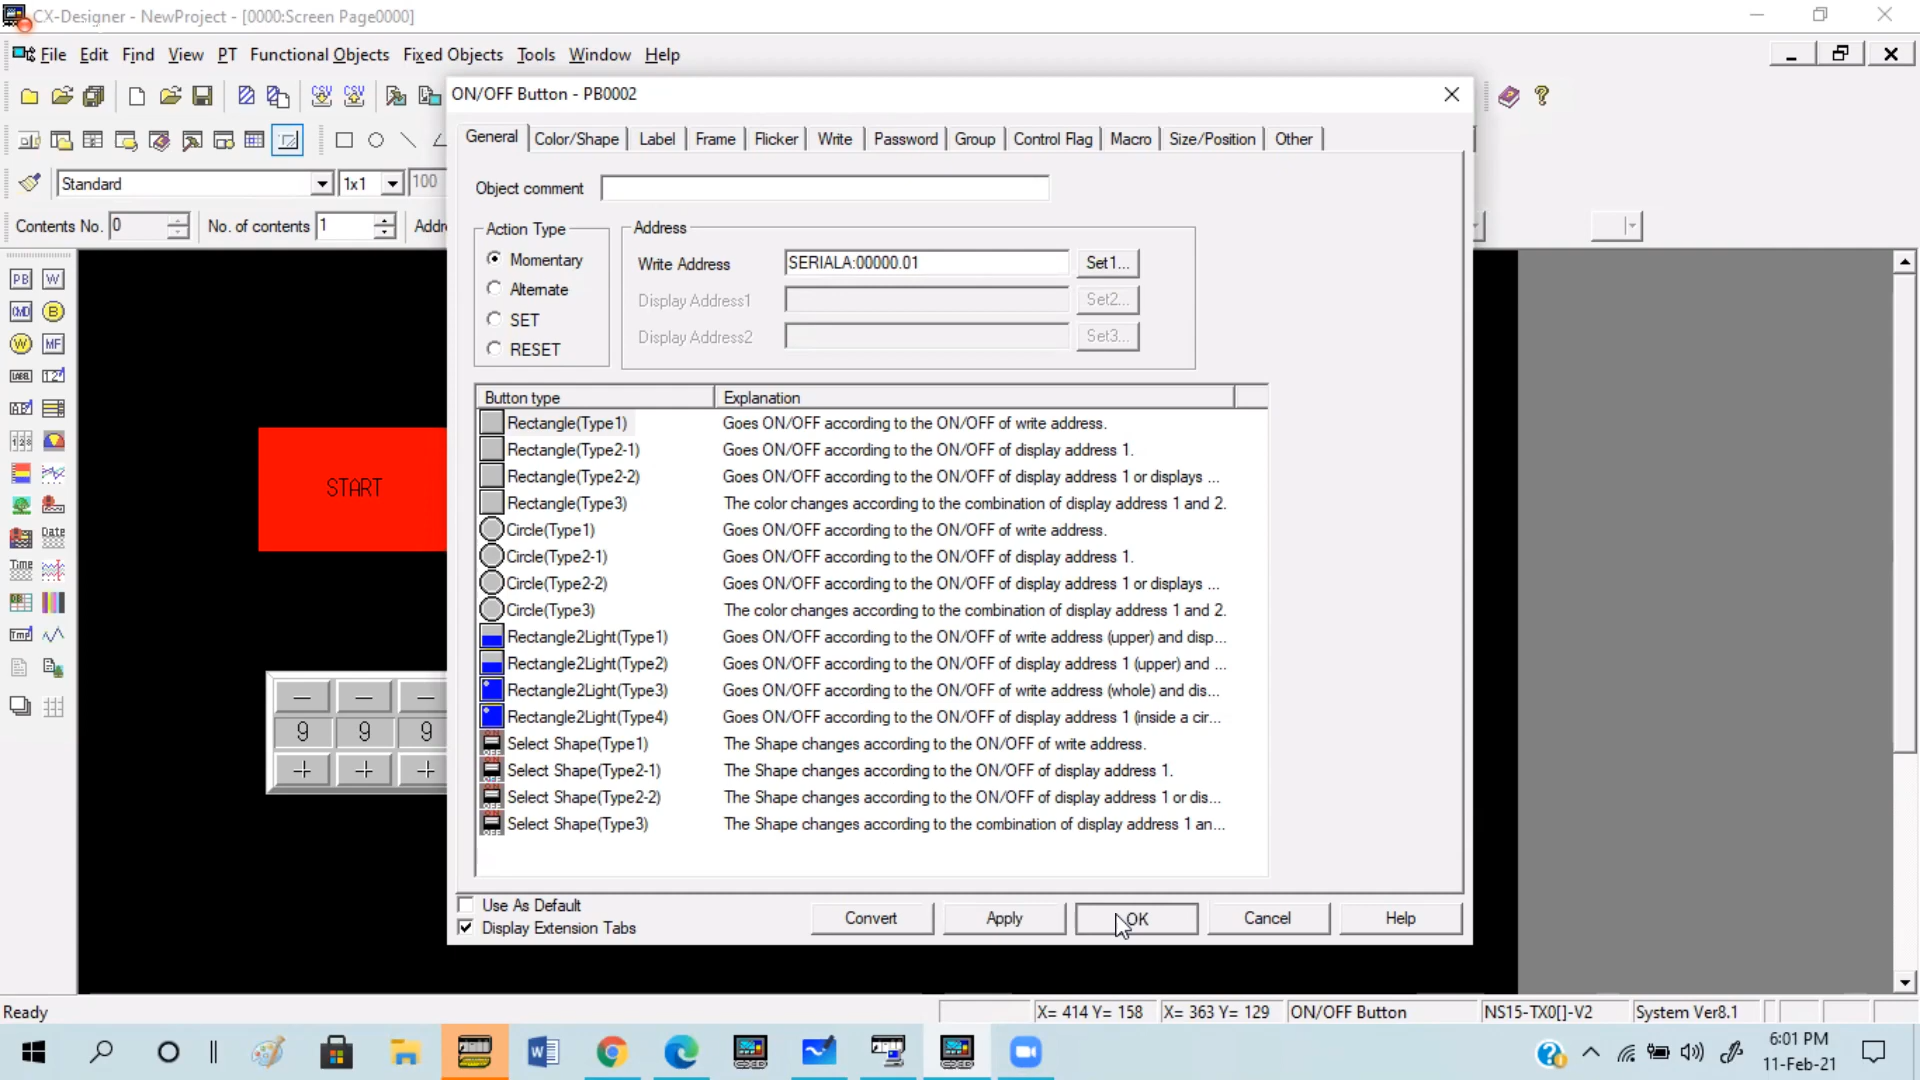 CX-Designer - NewProject - [0000:Screen Page0000]
File Edit Find View PT Functional Objects Fixed Objects Tools Window Help
ON/OFF Button - PB0002
General Color/Shape Label Frame Flicker Write Password Group Control Flag Macro Size/Position Other
Standard 1x1 100
Object comment
Contents No. 0 No. of contents 1 Addr
Action Type
Momentary
Alternate
SET
RESET
Address
Write Address SERIALA:00000.01 Set1...
Display Address1 Set2...
Display Address2 Set3...
Button type Explanation
Rectangle(Type1) Goes ON/OFF according to the ON/OFF of write address.
Rectangle(Type2-1) Goes ON/OFF according to the ON/OFF of display address 1.
Rectangle(Type2-2) Goes ON/OFF according to the ON/OFF of display address 1 or displays ...
Rectangle(Type3) The color changes according to the combination of display address 1 and 2.
Circle(Type1) Goes ON/OFF according to the ON/OFF of write address.
Circle(Type2-1) Goes ON/OFF according to the ON/OFF of display address 1.
Circle(Type2-2) Goes ON/OFF according to the ON/OFF of display address 1 or displays ...
Circle(Type3) The color changes according to the combination of display address 1 and 2.
Rectangle2Light(Type1) Goes ON/OFF according to the ON/OFF of write address (upper) and disp...
Rectangle2Light(Type2) Goes ON/OFF according to the ON/OFF of display address 1 (upper) and ...
Rectangle2Light(Type3) Goes ON/OFF according to the ON/OFF of write address (whole) and dis...
Rectangle2Light(Type4) Goes ON/OFF according to the ON/OFF of display address 1 (inside a cir...
Select Shape(Type1) The Shape changes according to the ON/OFF of write address.
Select Shape(Type2-1) The Shape changes according to the ON/OFF of display address 1.
Select Shape(Type2-2) The Shape changes according to the ON/OFF of display address 1 or dis...
Select Shape(Type3) The Shape changes according to the combination of display address 1 an...
START
9 9 9
Use As Default
Display Extension Tabs
Convert Apply OK Cancel Help
Ready X= 414 Y= 158 X= 363 Y= 129 ON/OFF Button NS15-TX0[]-V2 System Ver8.1
6:01 PM
11-Feb-21